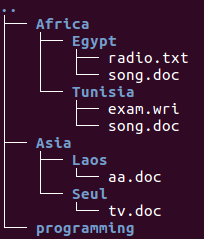 ..
Africa
Egypt
radio.txt
song.doc
Tunisia
exam.wri
song.doc
Asia
Laos
aa.doc
Seul
tv.doc
programming